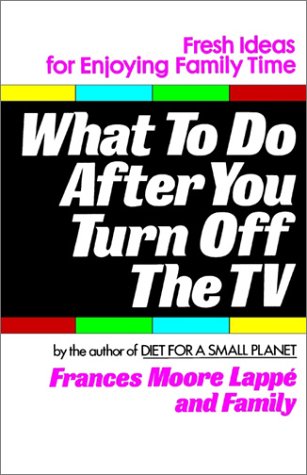 Fresh Ideas
for Enjoying Family Time
What To Do
After You
Turn Off
The TV
by the author of DIET FOR A SMALL PLANET
Frances Moore Lappé
and Family